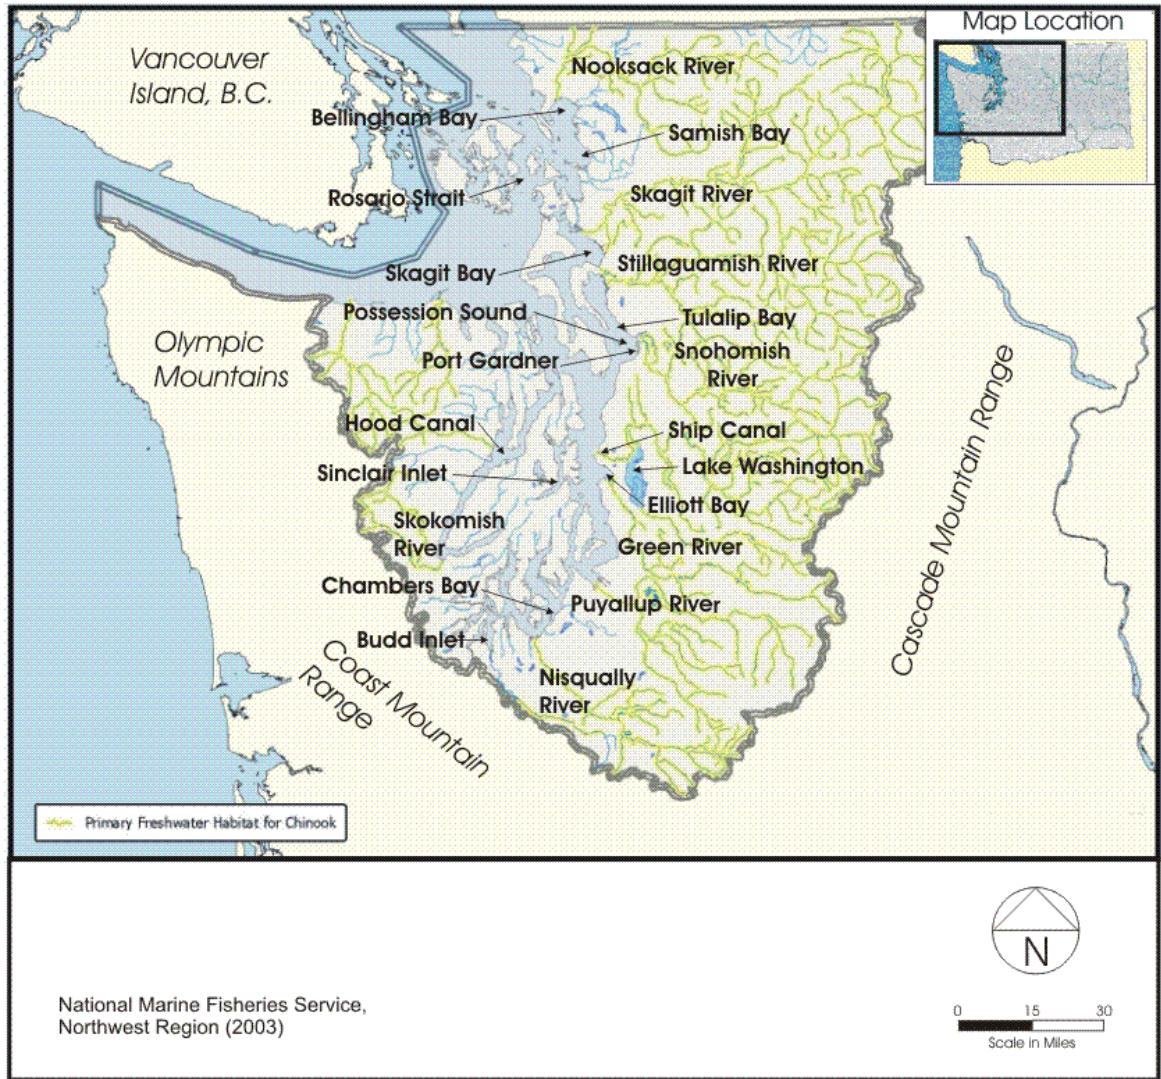 Map Location
Vancouver
Island, B.C.
Nooksack River
Bellingham Bay
Samish Bay
Rosario Strait
Skagit River
Skagit Bay
Stillaguamish River
Possession Sound
Tulalip Bay
Olympic
Mountains
Port Gardner
Snohomish
River
Hood Canal
Ship Canal
Sinclair Inlet
Lake Washington
Elliott Bay
Cascade Mountain Range
Skokomish
River
Green River
Chambers Bay
Puyallup River
Budd Inlet
Coast Mountain
Range
Nisqually
River
Primary Freshwater Habitat for Chinook
N
National Marine Fisheries Service,
Northwest Region (2003)
0 15 30
Scale in Miles